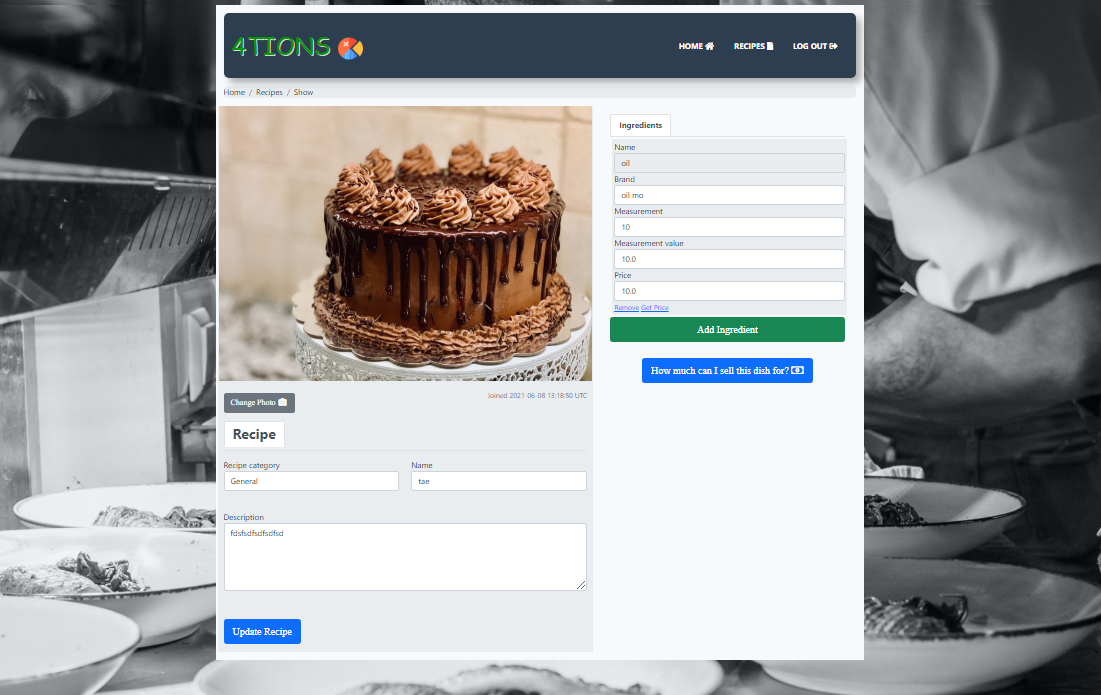 4TIONS
HOME RECIPES LOG OUT
Home / Recipes / Show
Joined 2021-06-08 13:18:50 UTC
Change Photo
Recipe
Recipe category
General
Name
tae
Description
fdsfsdfsdfsdfsd
Update Recipe
Ingredients
Name
oil
Brand
oil mo
Measurement
10
Measurement value
10.0
Price
10.0
Remove Get Price
Add Ingredient
How much can I sell this dish for?